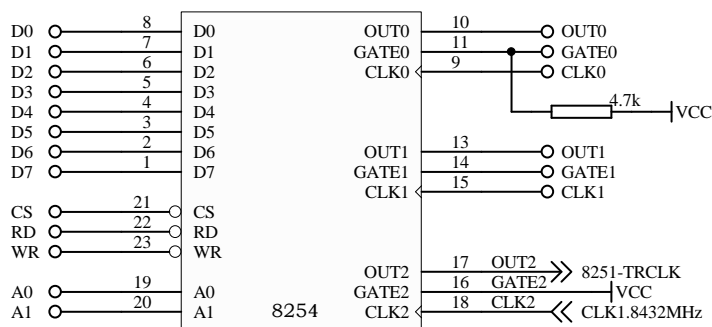 D0 8 D0 OUT0 10 OUT0
D1 7 D1 GATE0 11 GATE0
D2 6 D2 CLK0 9 CLK0
D3 5 D3
D4 4 D4 4.7k VCC
D5 3 D5
D6 2 D6 OUT1 13 OUT1
D7 1 D7 GATE1 14 GATE1
CLK1 15 CLK1
CS 21 CS
RD 22 RD
WR 23 WR
OUT2 17 OUT2 8251-TRCLK
A0 19 A0 GATE2 16 GATE2 VCC
A1 20 A1 8254 CLK2 18 CLK2 CLK1.8432MHz